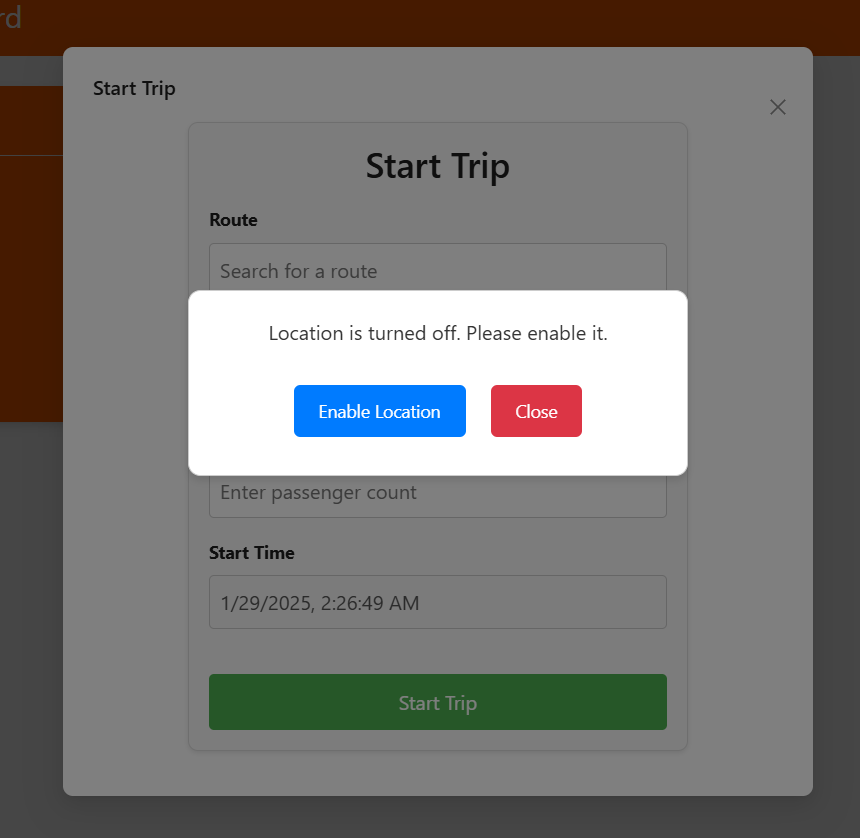 Start Trip
Start Trip
Route
Search for a route
Location is turned off. Please enable it.
Enable Location
Close
Enter passenger count
Start Time
1/29/2025, 2:26:49 AM
Start Trip